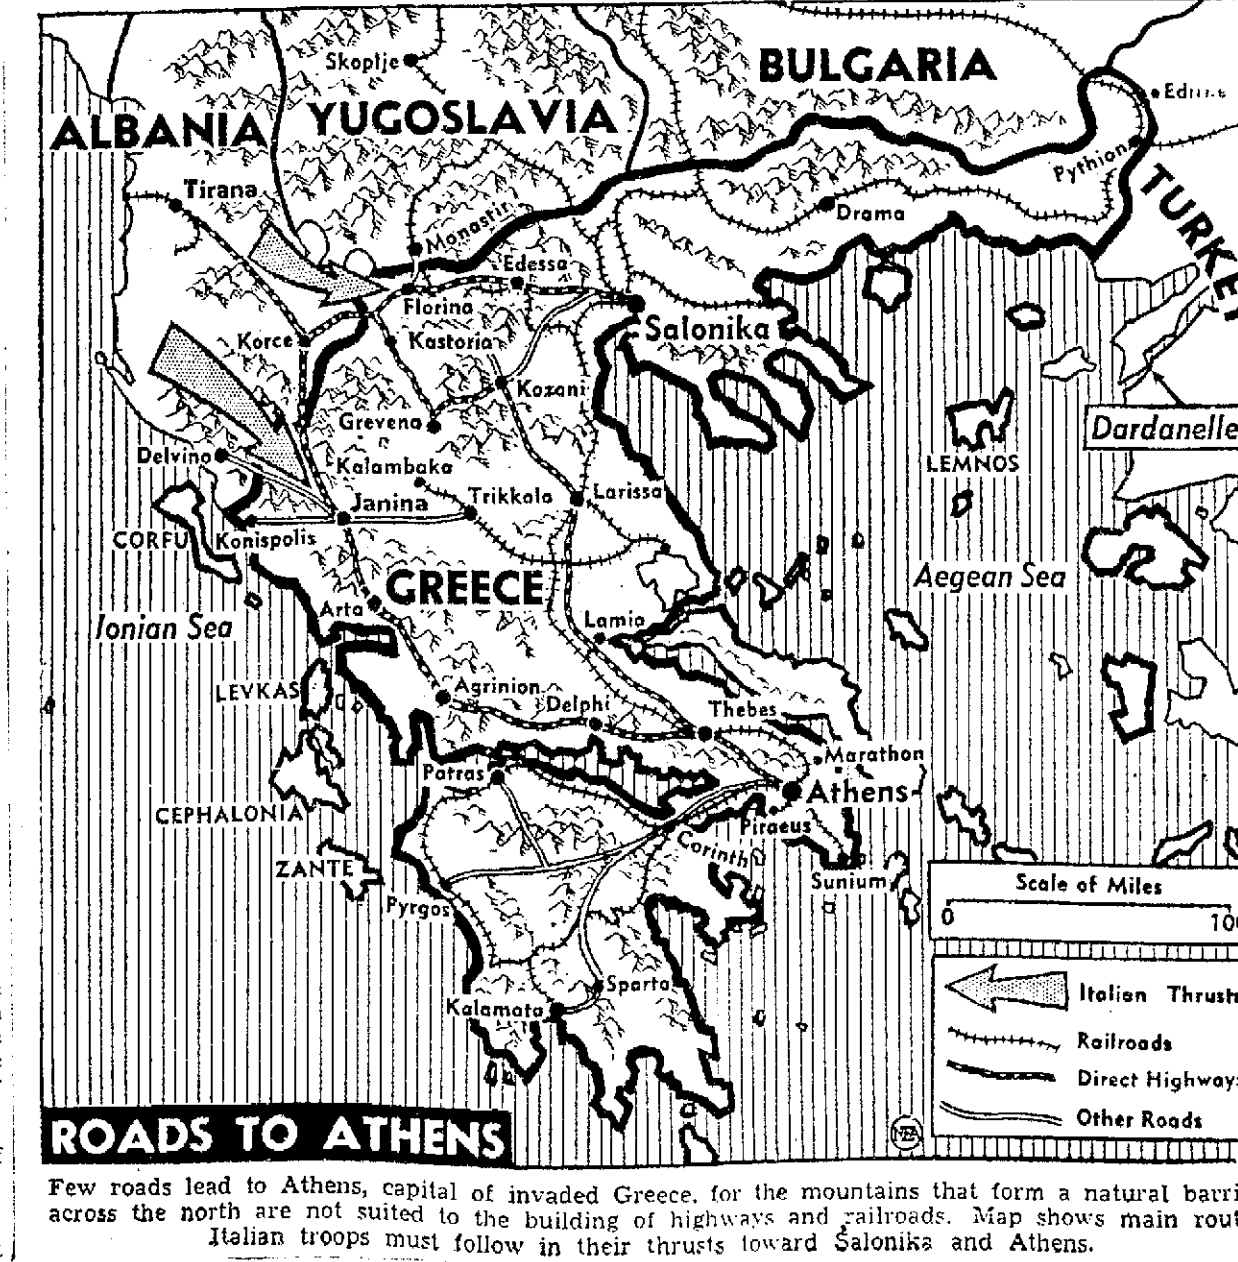 Skoplje
BULGARIA
YUGOSLAVIA
ALBANIA
Pythion
TURKEY
Tirana
Drama
Monastir
Edessa
Florina
Salonika
Korce
Kastoria
Kozani
Grevena
Dardanelle
LEMNOS
Delvino
Kalambaka
Janina
Trikkala
Larissa
CORFU
Konispolis
GREECE
Aegean Sea
Ionian Sea
Arta
Lamia
LEVKAS
Agrinion
Delphi
Thebes
Marathon
Patras
Athens
CEPHALONIA
Piraeus
Corinth
ZANTE
Sunium
Pyrgos
Scale of Miles
0 100
Sparta
Kalamata
Italian Thrust
Railroads
Direct Highway
Other Roads
NEA
ROADS TO ATHENS
Few roads lead to Athens, capital of invaded Greece, for the mountains that form a natural barri
across the north are not suited to the building of highways and railroads. Map shows main rout
Italian troops must follow in their thrusts toward Salonika and Athens.